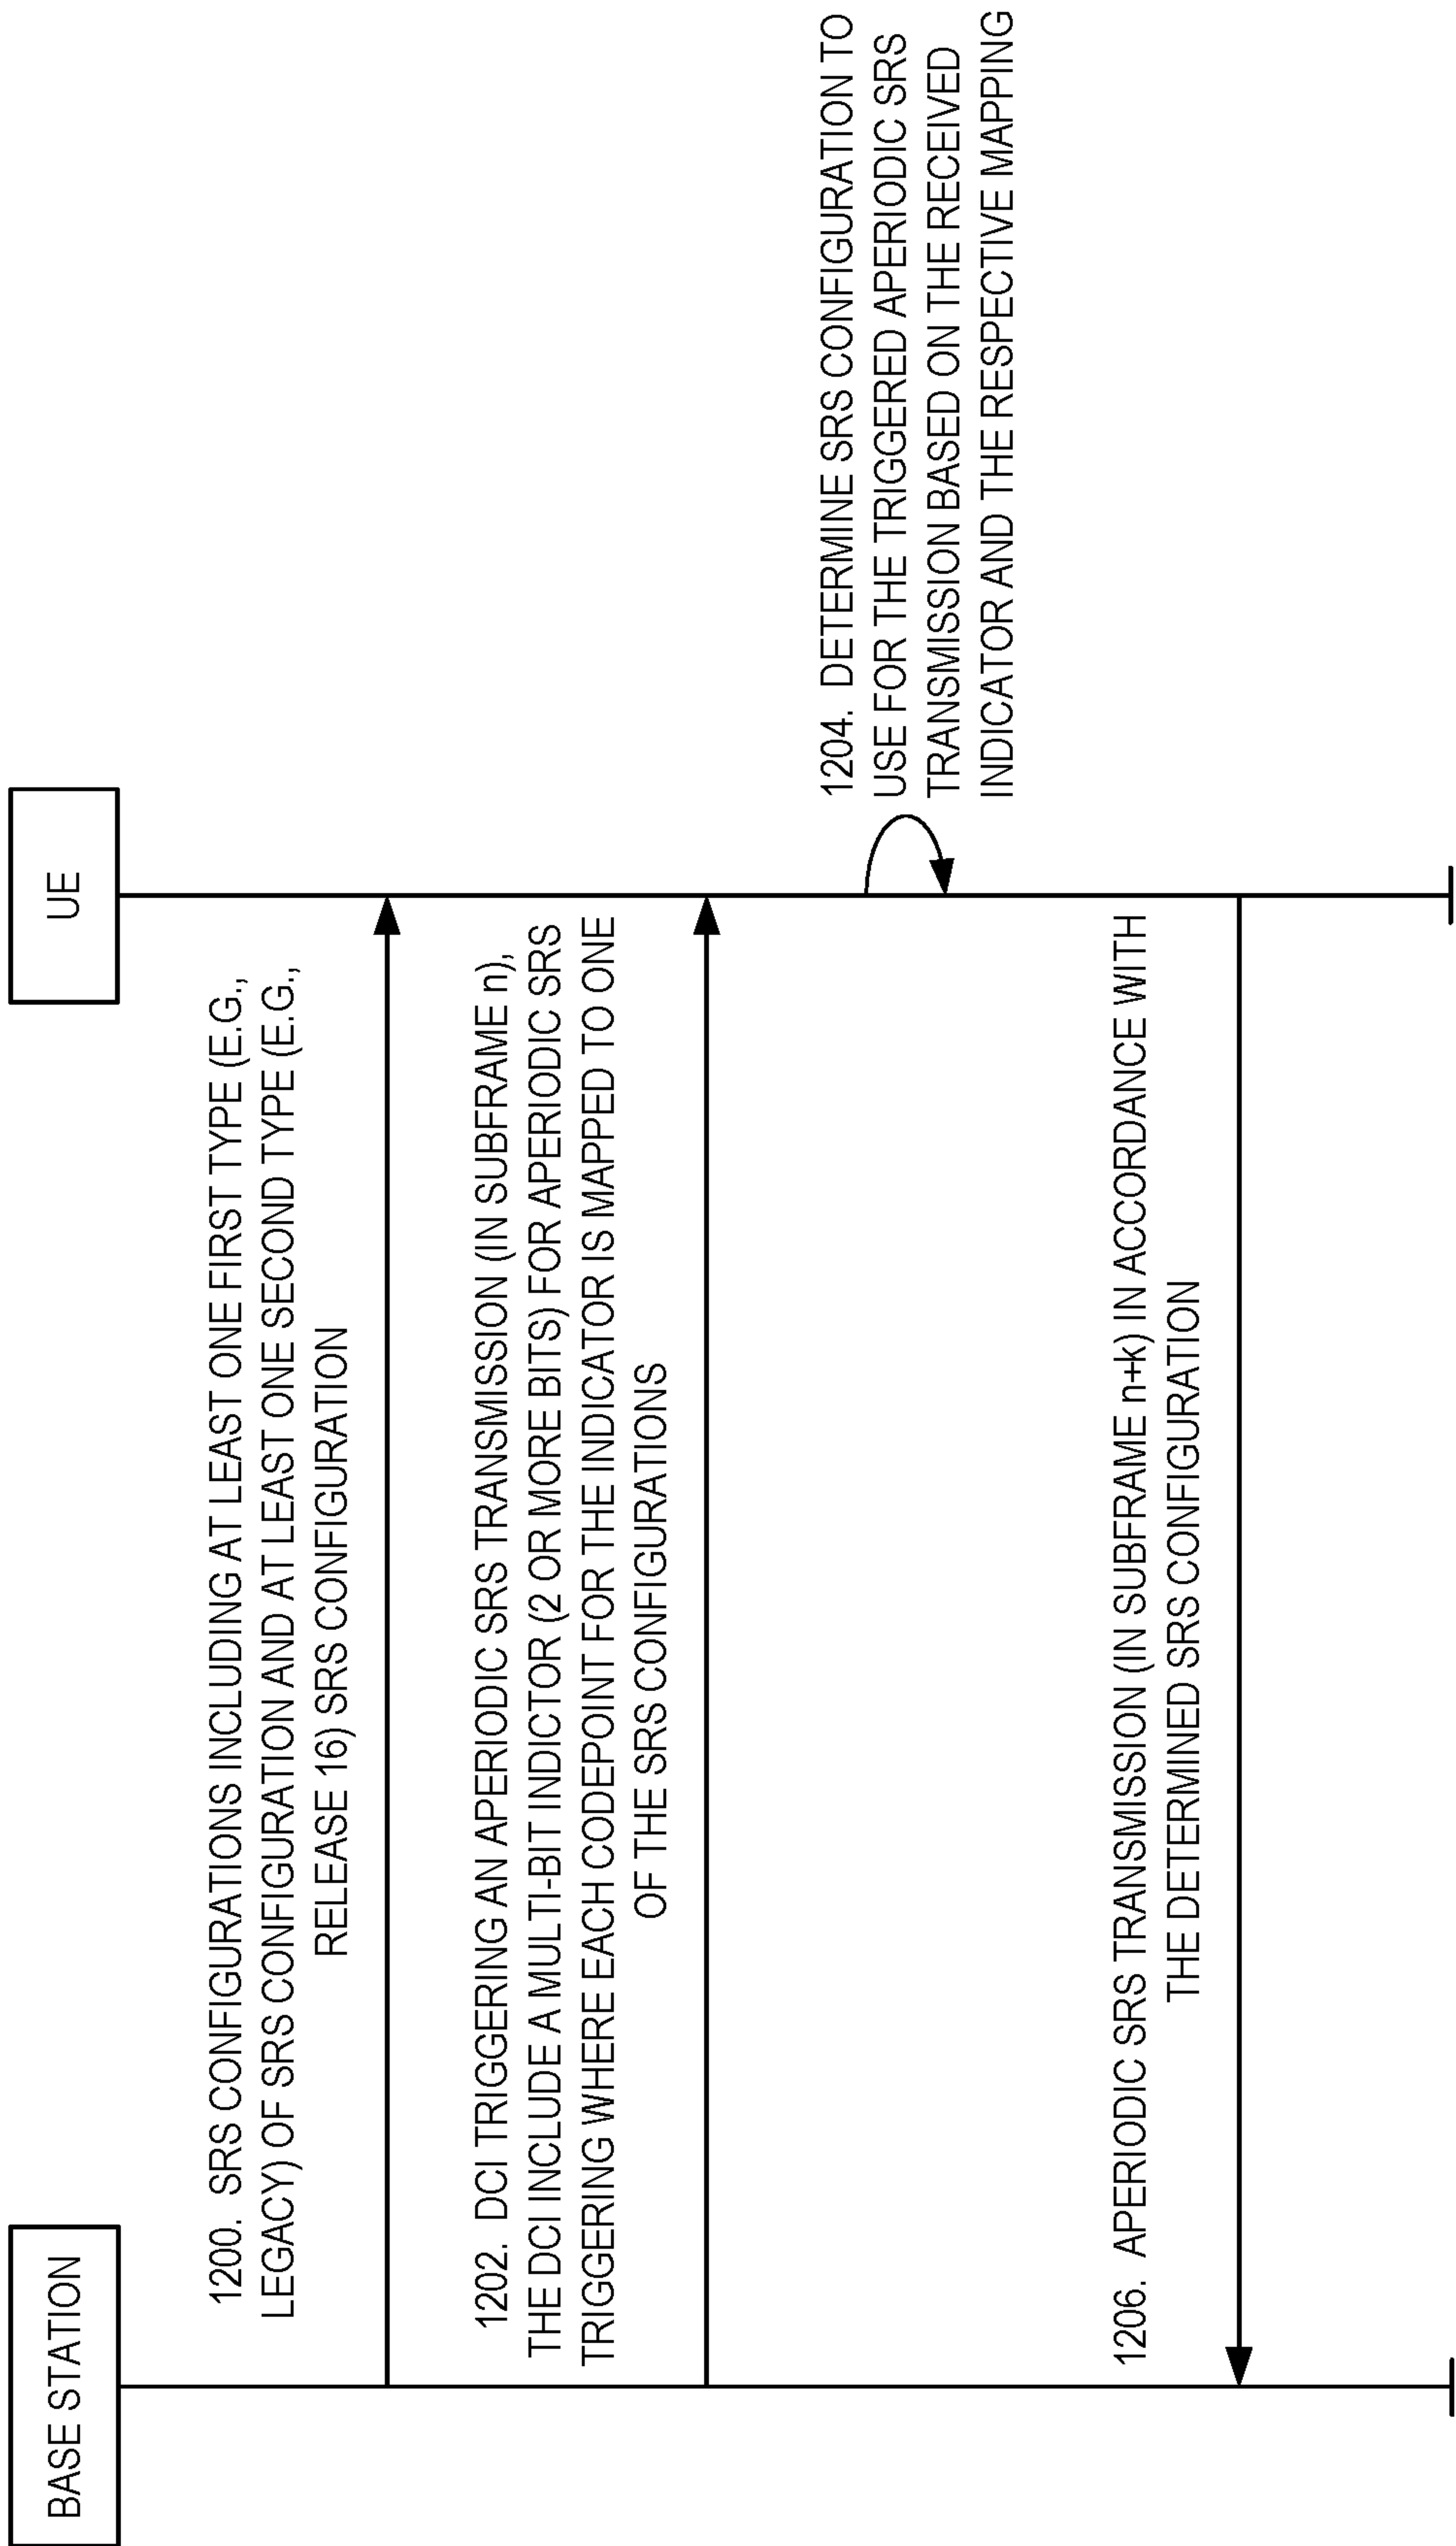 BASE STATION
UE
1200. SRS CONFIGURATIONS INCLUDING AT LEAST ONE FIRST TYPE (E.G.,
LEGACY) OF SRS CONFIGURATION AND AT LEAST ONE SECOND TYPE (E.G.,
RELEASE 16) SRS CONFIGURATION
1202. DCI TRIGGERING AN APERIODIC SRS TRANSMISSION (IN SUBFRAME n),
THE DCI INCLUDE A MULTI-BIT INDICTOR (2 OR MORE BITS) FOR APERIODIC SRS
TRIGGERING WHERE EACH CODEPOINT FOR THE INDICATOR IS MAPPED TO ONE
OF THE SRS CONFIGURATIONS
1204. DETERMINE SRS CONFIGURATION TO
USE FOR THE TRIGGERED APERIODIC SRS
TRANSMISSION BASED ON THE RECEIVED
INDICATOR AND THE RESPECTIVE MAPPING
1206. APERIODIC SRS TRANSMISSION (IN SUBFRAME n+k) IN ACCORDANCE WITH
THE DETERMINED SRS CONFIGURATION